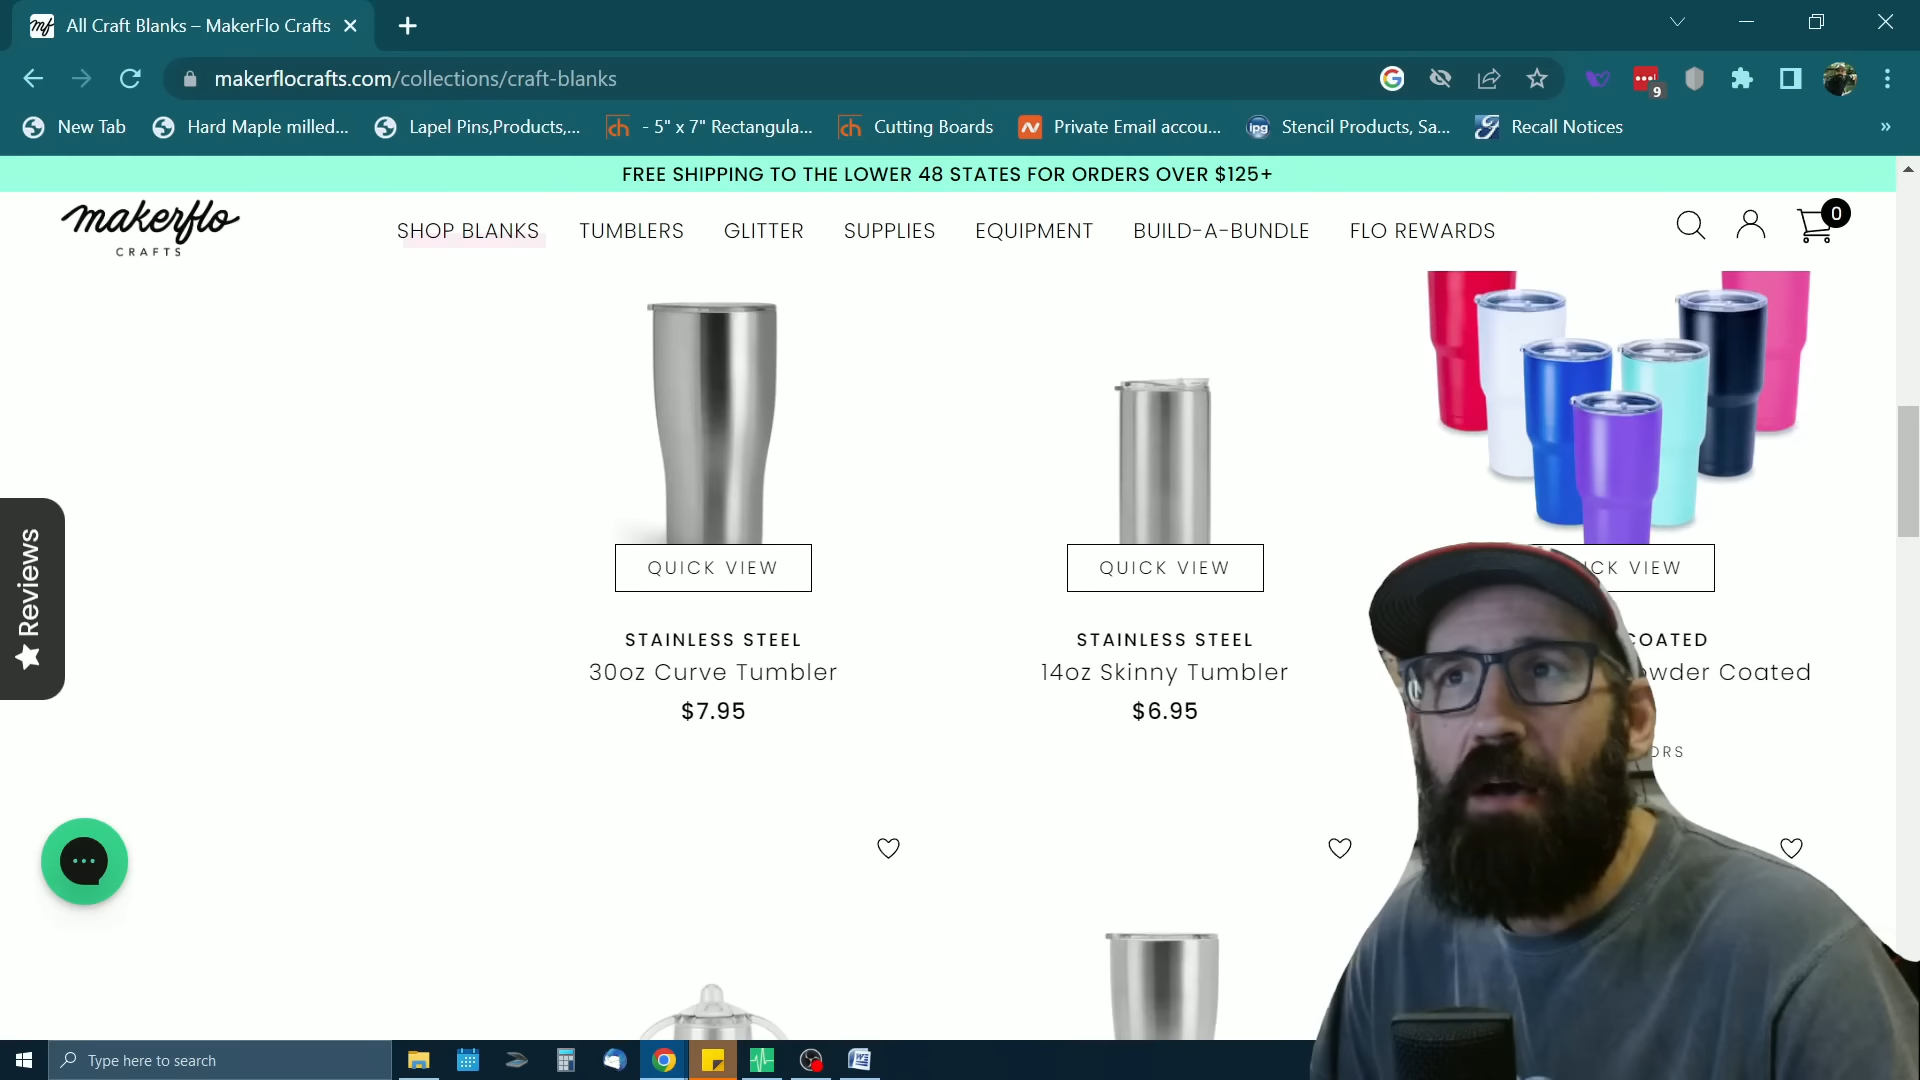 All Craft Blanks – MakerFlo Crafts
makerflocrafts.com/collections/craft-blanks
9
New Tab
Hard Maple milled...
Lapel Pins,Products,...
- 5" x 7" Rectangula...
Cutting Boards
Private Email accou...
Stencil Products, Sa...
Recall Notices
FREE SHIPPING TO THE LOWER 48 STATES FOR ORDERS OVER $125+
makerflo
CRAFTS
SHOP BLANKS
TUMBLERS
GLITTER
SUPPLIES
EQUIPMENT
BUILD-A-BUNDLE
FLO REWARDS
0
QUICK VIEW
QUICK VIEW
VIEW
STAINLESS STEEL
30oz Curve Tumbler
$7.95
STAINLESS STEEL
14oz Skinny Tumbler
$6.95
COATED
Coated
Reviews
Type here to search